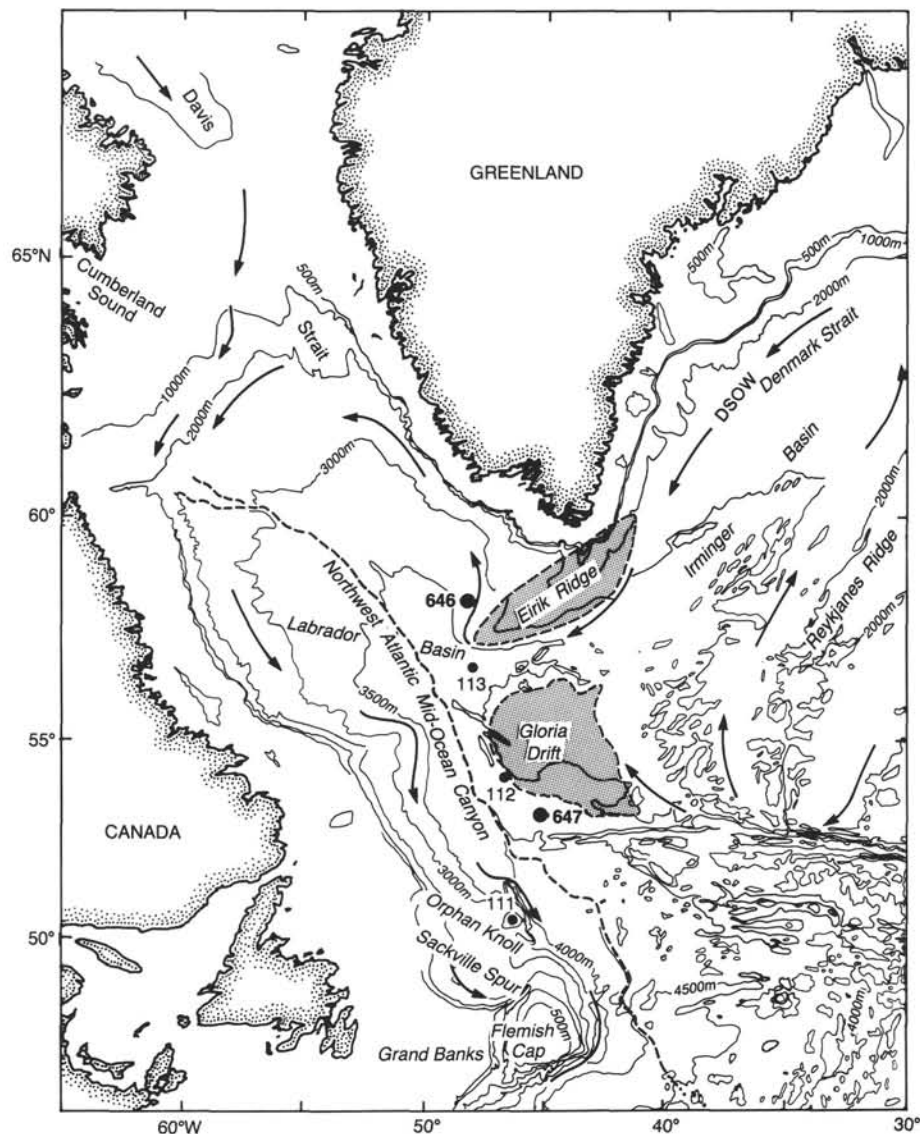 Davis
GREENLAND
65°N
Cumberland
Sound
500m
Strait
1000m
2000m
3000m
500m
500m
1000m
2000m
Denmark Strait
DSOW
Basin
Irminger
2000m
Reykjanes Ridge
2000m
60°
Eirik Ridge
646
Northwest Atlantic Mid-Ocean Canyon
Labrador
Basin
113
3500m
Gloria
Drift
55°
112
647
CANADA
3000m
111
Orphan Knoll
50°
Sackville Spur
4000m
4500m
4000m
500m
Flemish
Cap
Grand Banks
60°W
50°
40°
30°